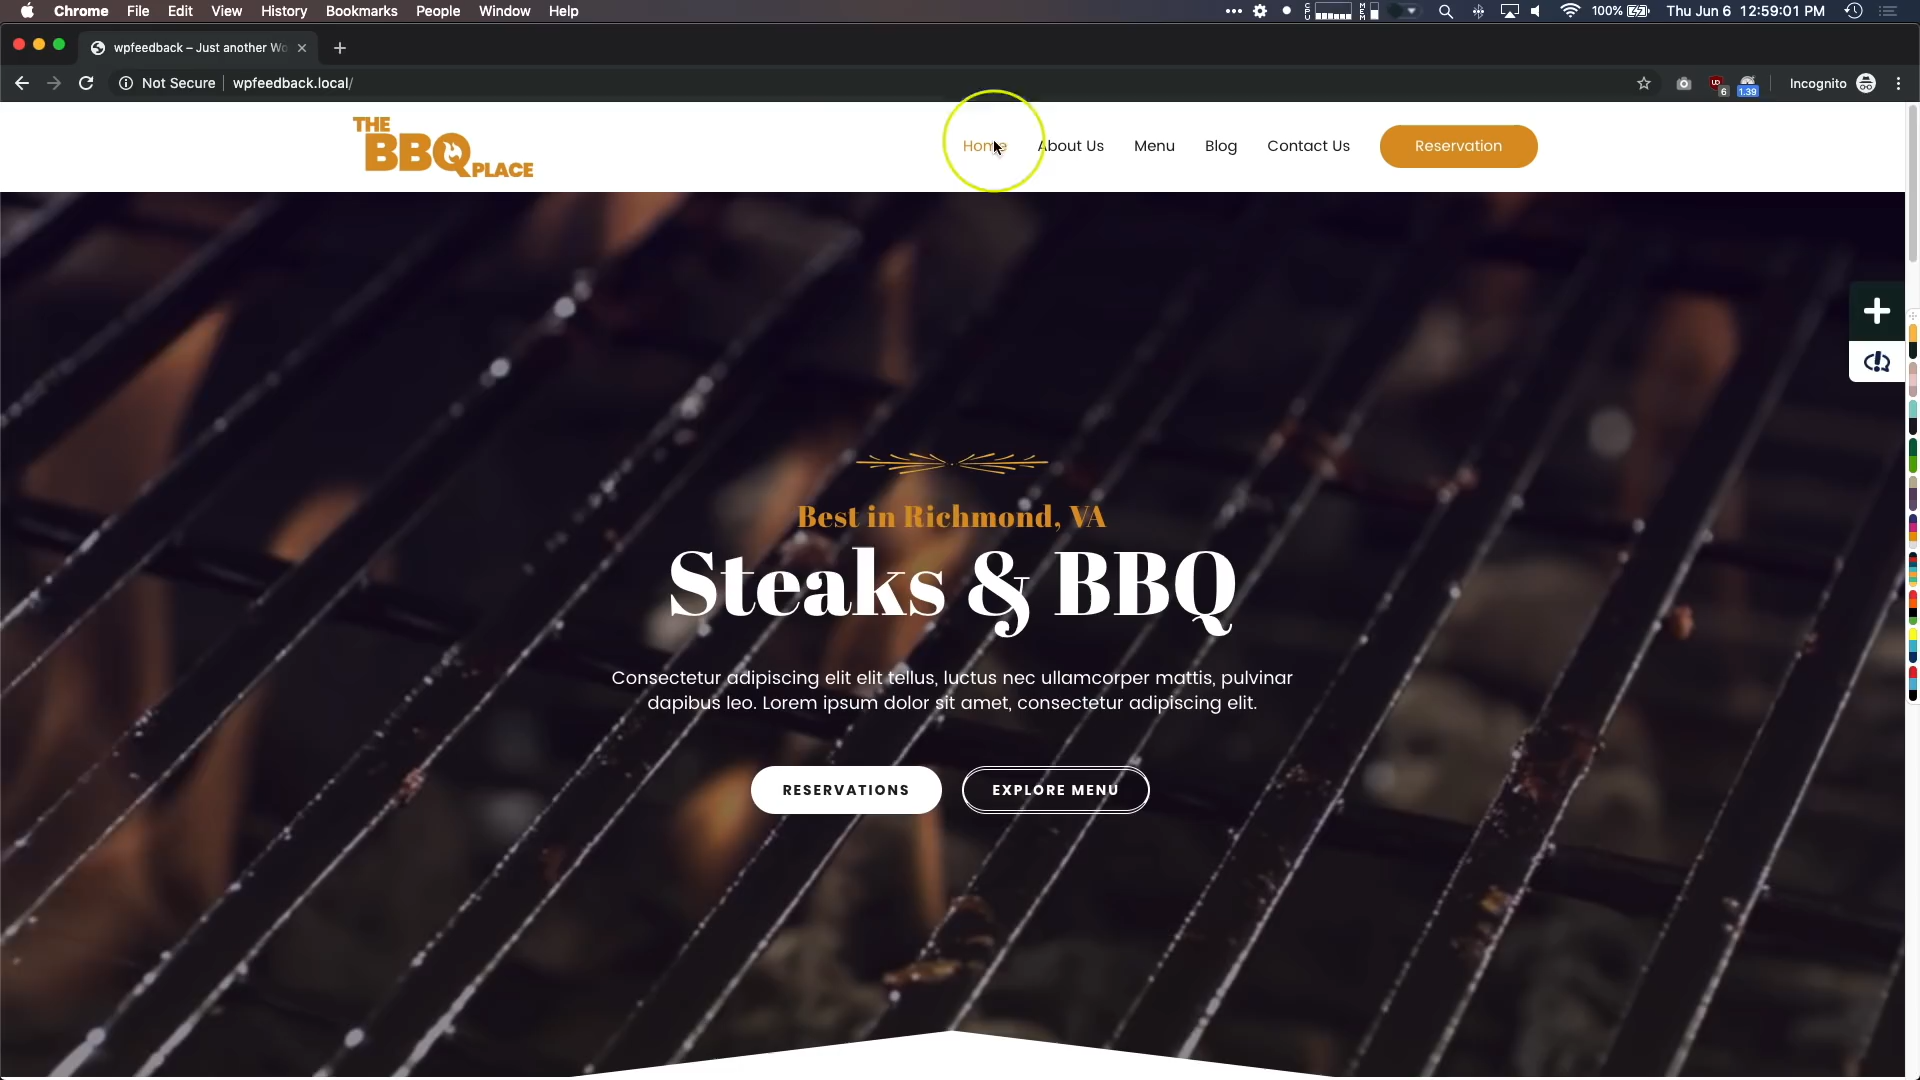 Chrome File Edit View History Bookmarks People Window Help
100% Thu Jun 6 12:59:01 PM
wpfeedback – Just another Wo
Not Secure wpfeedback.local/
6 1.39 Incognito
THE
BBQ PLACE
Home About Us Menu Blog Contact Us Reservation
Best in Richmond, VA
Steaks & BBQ
Consectetur adipiscing elit elit tellus, luctus nec ullamcorper mattis, pulvinar
dapibus leo. Lorem ipsum dolor sit amet, consectetur adipiscing elit.
RESERVATIONS EXPLORE MENU